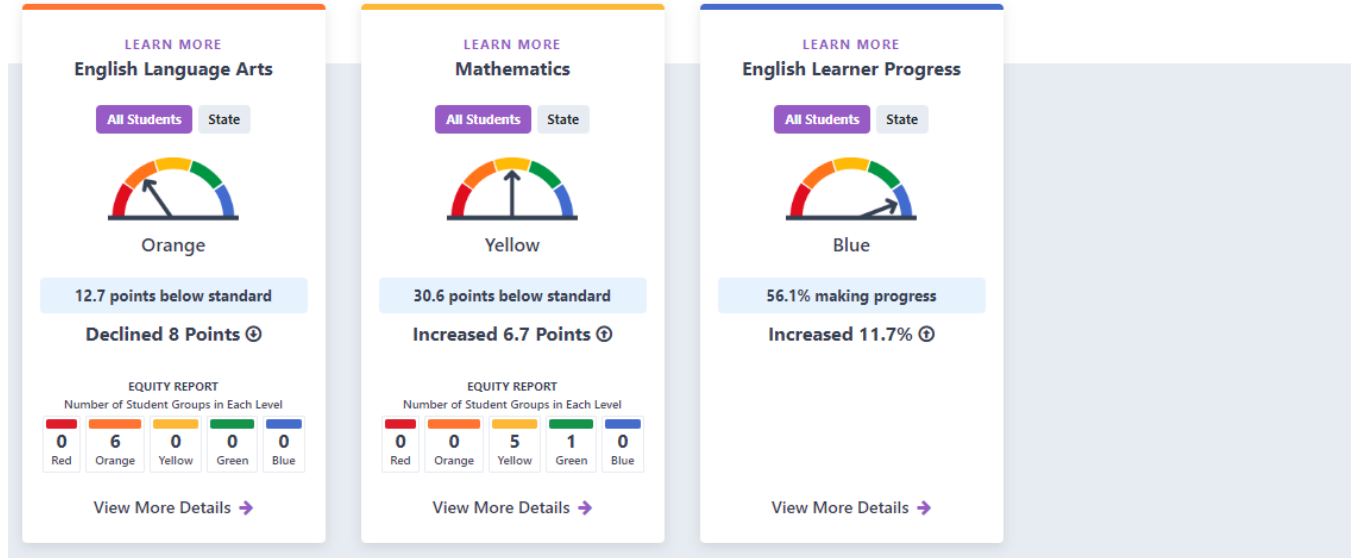 LEARN MORE
English Language Arts
All Students State
Orange
12.7 points below standard
Declined 8 Points
EQUITY REPORT
Number of Student Groups in Each Level
0 6 0 0 0
Red Orange Yellow Green Blue
View More Details
LEARN MORE
Mathematics
All Students State
Yellow
30.6 points below standard
Increased 6.7 Points
EQUITY REPORT
Number of Student Groups in Each Level
0 0 5 1 0
Red Orange Yellow Green Blue
View More Details
LEARN MORE
English Learner Progress
All Students State
Blue
56.1% making progress
Increased 11.7%
View More Details